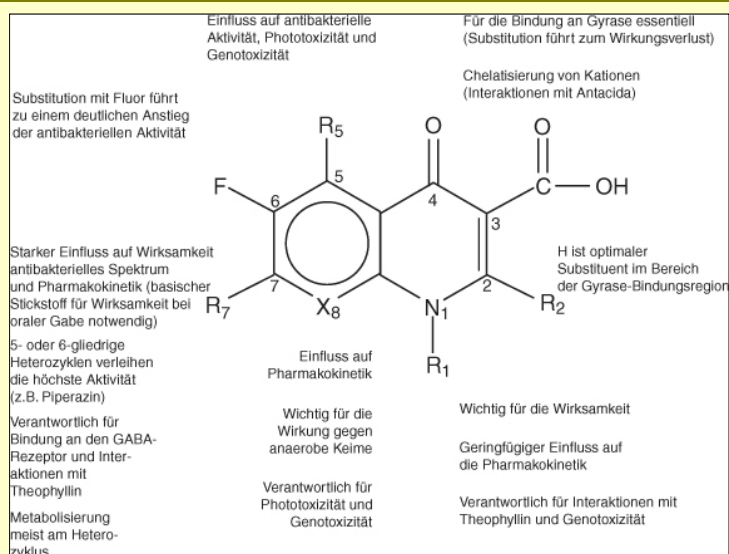 Einfluss auf antibakterielle
Aktivität, Phototoxizität und
Genotoxizität
Für die Bindung an Gyrase essentiell
(Substitution führt zum Wirkungsverlust)
Chelatisierung von Kationen
(Interaktionen mit Antacida)
Substitution mit Fluor führt
zu einem deutlichen Anstieg
der antibakteriellen Aktivität
R5
O
O
F
6
5
4
C
OH
3
7
X8
N1
2
R7
R2
R1
H ist optimaler
Substituent im Bereich
der Gyrase-Bindungsregion
Starker Einfluss auf Wirksamkeit
antibakterielles Spektrum
und Pharmakokinetik (basischer
Stickstoff für Wirksamkeit bei
oraler Gabe notwendig)
5- oder 6-gliedrige
Heterozyklen verleihen
die höchste Aktivität
(z.B. Piperazin)
Verantwortlich für
Bindung an den GABA-
Rezeptor und Inter-
aktionen mit
Theophyllin
Metabolisierung
meist am Hetero-
zyklus
Einfluss auf
Pharmakokinetik
Wichtig für die
Wirkung gegen
anaerobe Keime
Verantwortlich für
Phototoxizität und
Genotoxizität
Wichtig für die Wirksamkeit
Geringfügiger Einfluss auf
die Pharmakokinetik
Verantwortlich für Interaktionen mit
Theophyllin und Genotoxizität